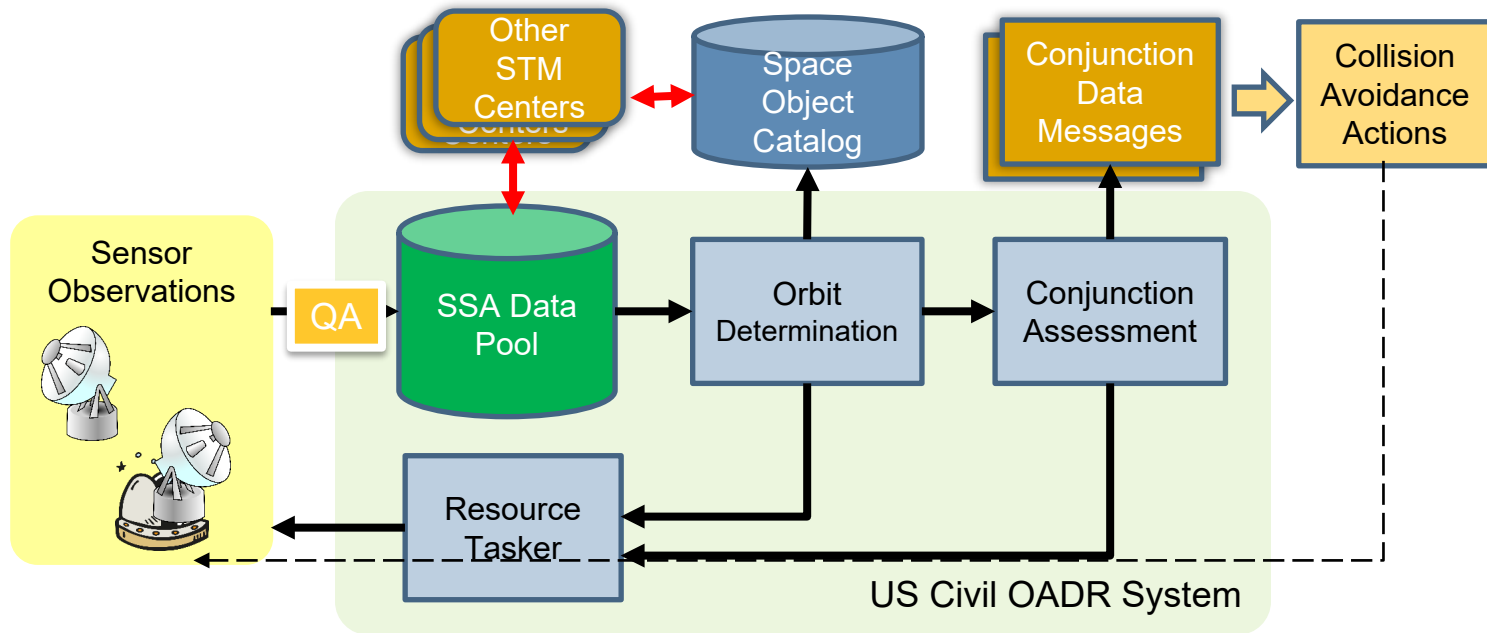 Other
STM
Centers
Centers
Space
Object
Catalog
Conjunction
Data
Messages
Collision
Avoidance
Actions
Sensor
Observations
QA
SSA Data
Pool
Orbit
Determination
Conjunction
Assessment
Resource
Tasker
US Civil OADR System